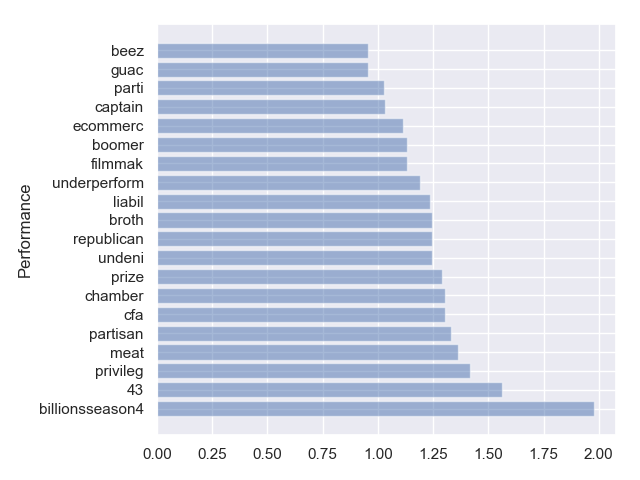 beez
guac
parti
captain
ecommerc
boomer
filmmak
underperform
liabil
broth
republican
undeni
prize
chamber
cfa
partisan
meat
privileg
43
billionsseason4
Performance
0.00 0.25 0.50 0.75 1.00 1.25 1.50 1.75 2.00